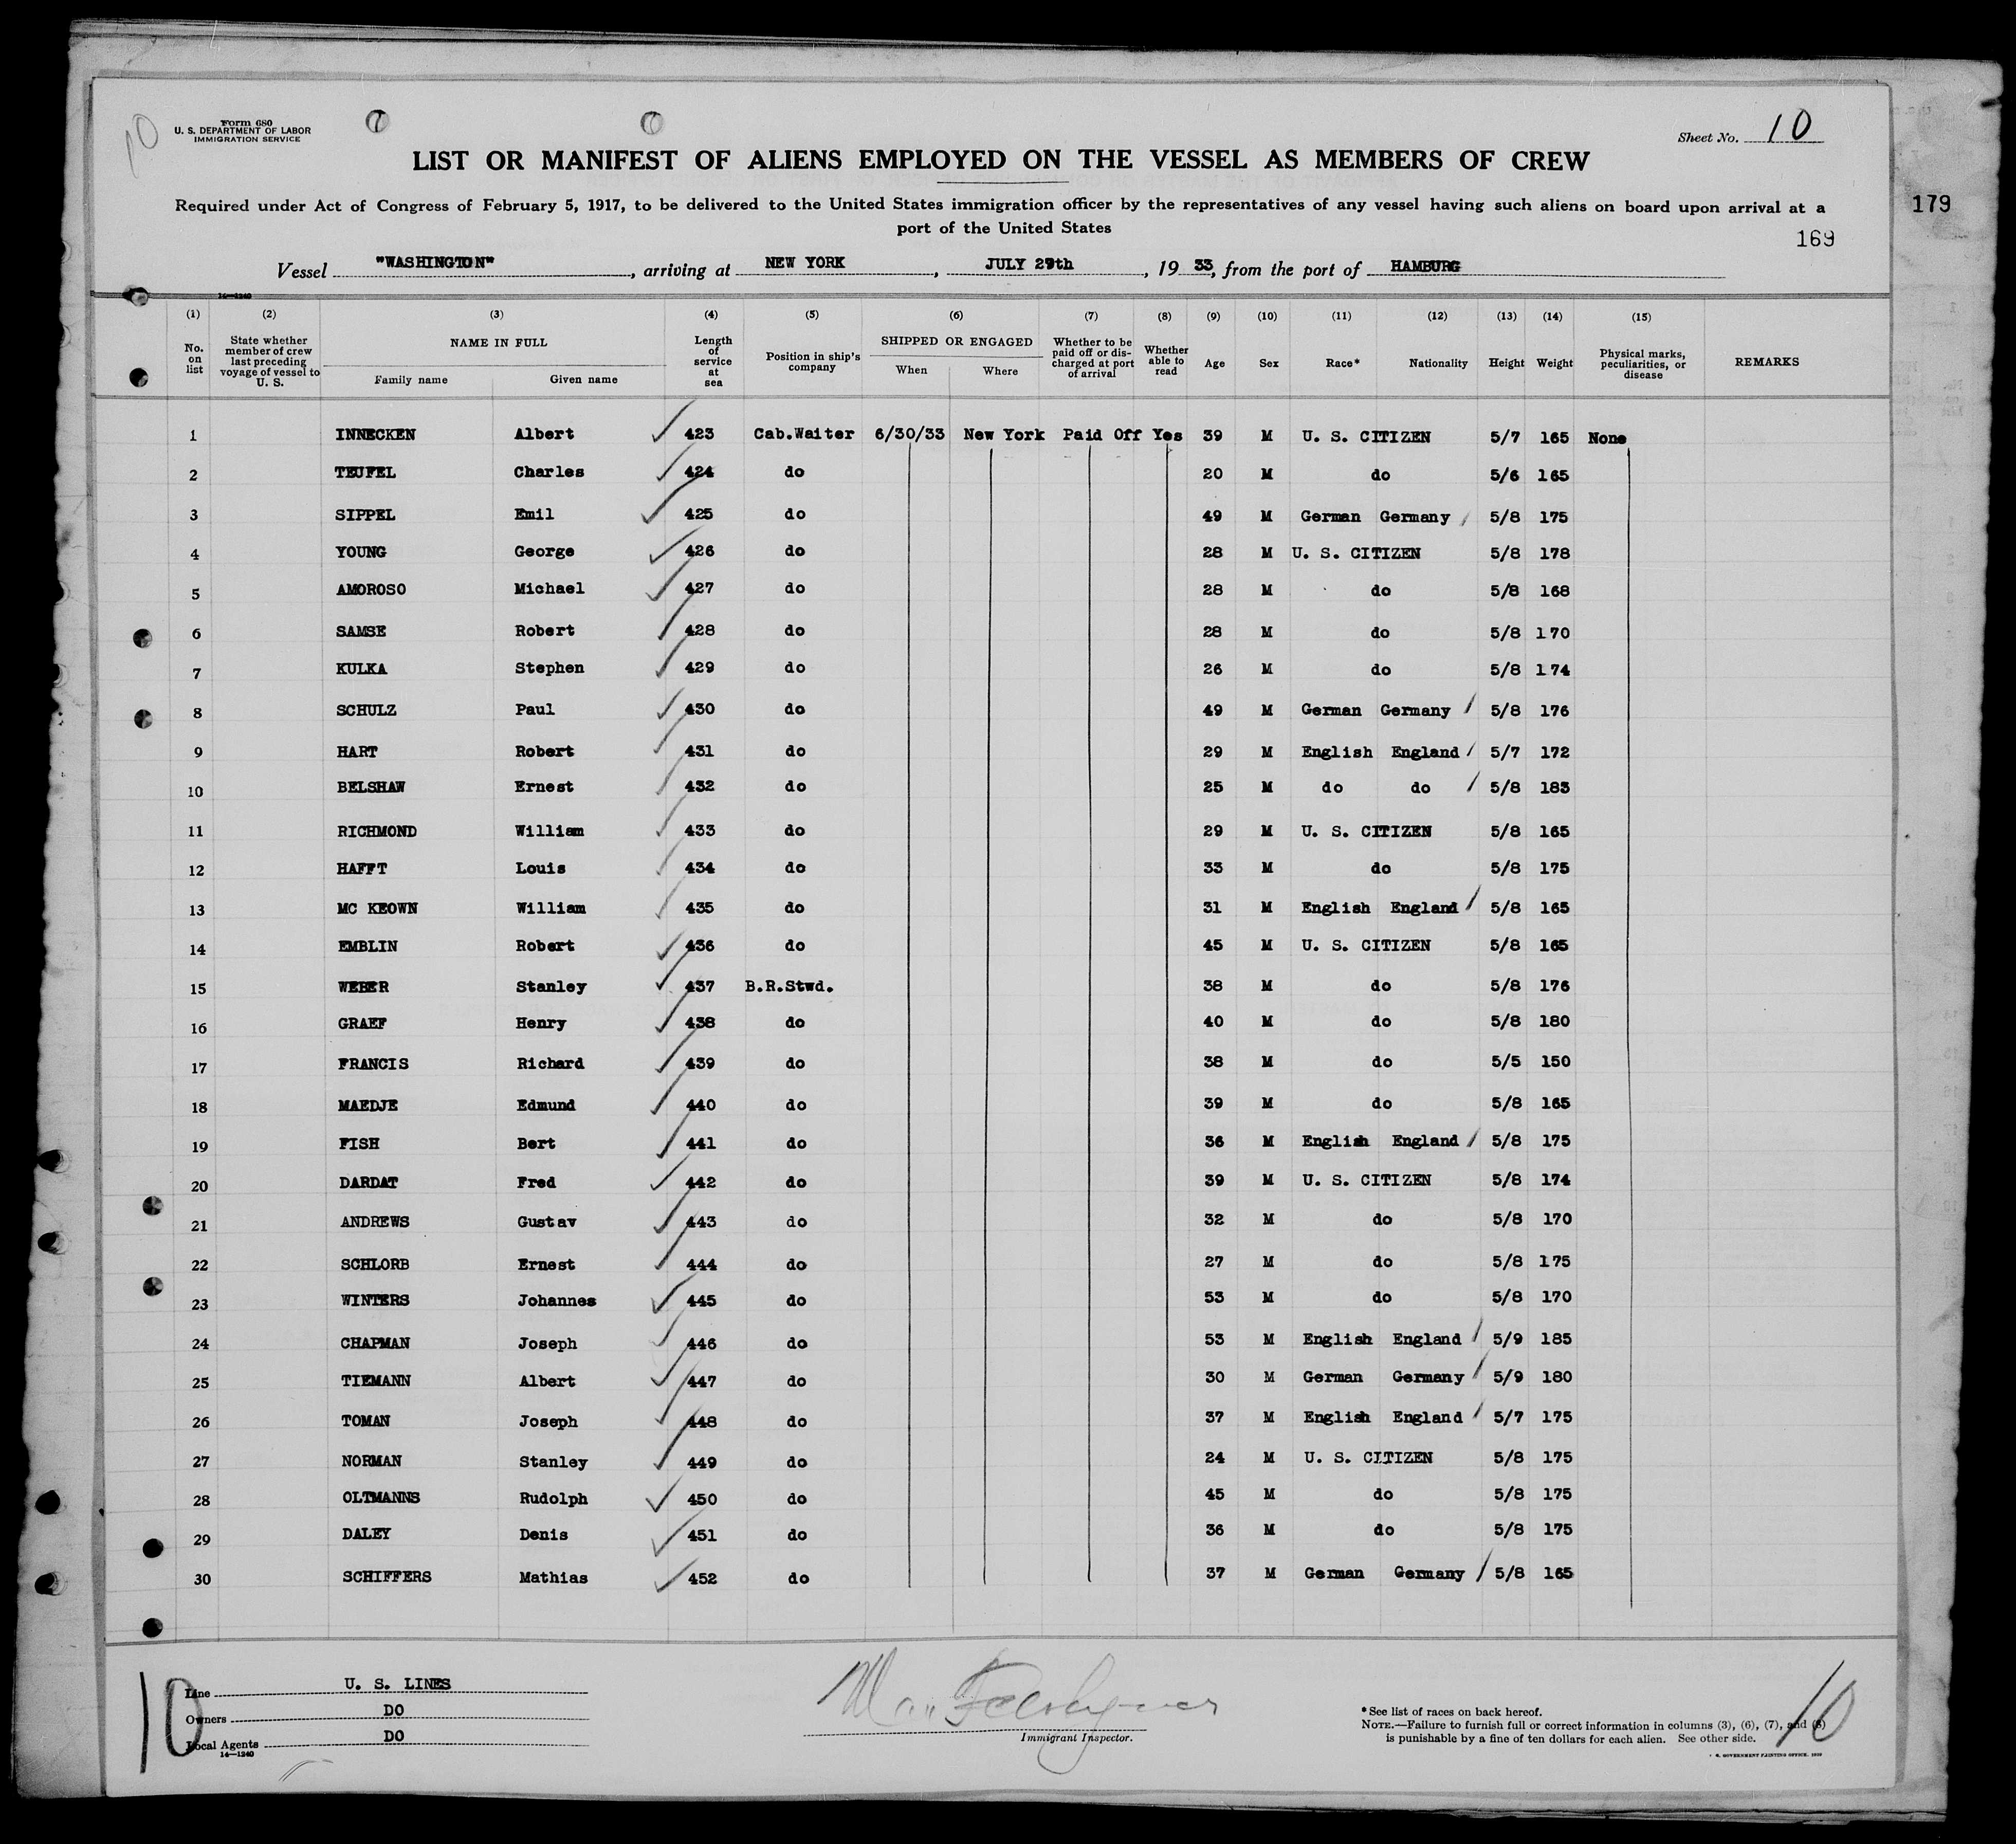 10
Form 680
U. S. DEPARTMENT OF LABOR
IMMIGRATION SERVICE
Sheet No. 10
LIST OR MANIFEST OF ALIENS EMPLOYED ON THE VESSEL AS MEMBERS OF CREW
Required under Act of Congress of February 5, 1917, to be delivered to the United States immigration officer by the representatives of any vessel having such aliens on board upon arrival at a
port of the United States
179
169
Vessel "WASHINGTON", arriving at NEW YORK, JULY 29th, 19 33, from the port of HAMBURG
14—1240
(1) (2) (3) (4) (5) (6) (7) (8) (9) (10) (11) (12) (13) (14) (15)
No. on list State whether member of crew last preceding voyage of vessel to U. S. NAME IN FULL Family name Given name Length of service at sea Position in ship's company SHIPPED OR ENGAGED When Where Whether to be paid off or discharged at port of arrival Whether able to read Age Sex Race* Nationality Height Weight Physical marks, peculiarities, or disease REMARKS
1 INNECKEN Albert 423 Cab.Waiter 6/30/33 New York Paid Off Yes 39 M U. S. CITIZEN 5/7 165 None
2 TEUFEL Charles 424 do 20 M do 5/6 165
3 SIPPEL Emil 425 do 49 M German Germany 5/8 175
4 YOUNG George 426 do 28 M U. S. CITIZEN 5/8 178
5 AMOROSO Michael 427 do 28 M do 5/8 168
6 SAMSE Robert 428 do 28 M do 5/8 170
7 KULKA Stephen 429 do 26 M do 5/8 174
8 SCHULZ Paul 430 do 49 M German Germany 5/8 176
9 HART Robert 431 do 29 M English England 5/7 172
10 BELSHAW Ernest 432 do 25 M do do 5/8 183
11 RICHMOND William 433 do 29 M U. S. CITIZEN 5/8 165
12 HAFFT Louis 434 do 33 M do 5/8 175
13 MC KEOWN William 435 do 31 M English England 5/8 165
14 EMBLIN Robert 436 do 45 M U. S. CITIZEN 5/8 165
15 WEBER Stanley 437 B.R.Stwd. 38 M do 5/8 176
16 GRAEF Henry 438 do 40 M do 5/8 180
17 FRANCIS Richard 439 do 38 M do 5/5 150
18 MAEDJE Edmund 440 do 39 M do 5/8 165
19 FISH Bert 441 do 36 M English England 5/8 175
20 DARDAT Fred 442 do 39 M U. S. CITIZEN 5/8 174
21 ANDREWS Gustav 443 do 32 M do 5/8 170
22 SCHLORB Ernest 444 do 27 M do 5/8 175
23 WINTERS Johannes 445 do 53 M do 5/8 170
24 CHAPMAN Joseph 446 do 53 M English England 5/9 185
25 TIEMANN Albert 447 do 30 M German Germany 5/9 180
26 TOMAN Joseph 448 do 37 M English England 5/7 175
27 NORMAN Stanley 449 do 24 M U. S. CITIZEN 5/8 175
28 OLTMANNS Rudolph 450 do 45 M do 5/8 175
29 DALEY Denis 451 do 36 M do 5/8 175
30 SCHIFFERS Mathias 452 do 37 M German Germany 5/8 165
10
Line U. S. LINES
Owners DO
Local Agents DO
14—1240
Immigrant Inspector.
*See list of races on back hereof.
NOTE.—Failure to furnish full or correct information in columns (3), (6), (7), and (8)
is punishable by a fine of ten dollars for each alien. See other side.
10